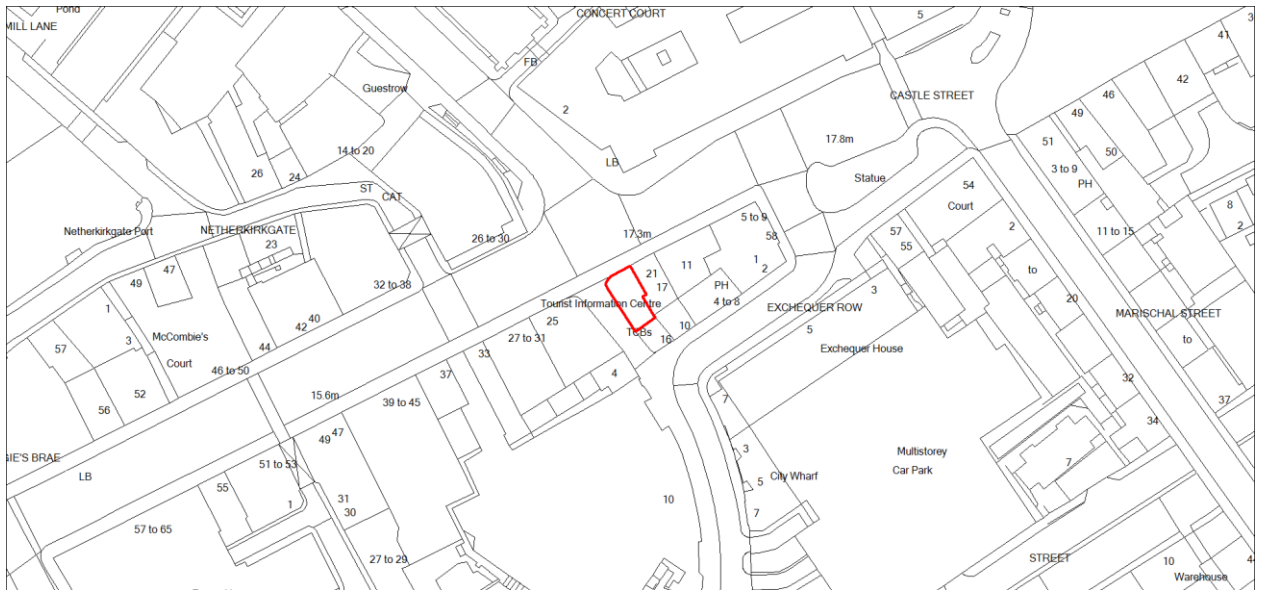 Pond
MILL LANE
CONCERT COURT
5
41
42
FB
Guestrow
46
CASTLE STREET
49
2
17.8m
51
50
14 to 20
LB
3 to 9
26
24
ST
CAT
Statue
54
PH
Court
8
5 to 9
2
2
Netherkirkgate Port
NETHERKIRKGATE
17.3m
58
57
11 to 15
23
26 to 30
55
47
21
11
1
2
to
49
32 to 38
17
PH
3
20
1
Tourist Information Centre
4 to 8
EXCHEQUER ROW
MARISCHAL STREET
40
25
42
10
5
3
McCombie's
27 to 31
TCBs
16
to
57
44
33
Exchequer House
Court
46 to 50
37
4
32
52
15.6m
39 to 45
7
37
56
49
47
34
3
Multistorey
GIE'S BRAE
51 to 53
Car Park
7
LB
City Wharf
55
5
31
10
1
30
7
57 to 65
27 to 29
STREET
10
44
Warehouse